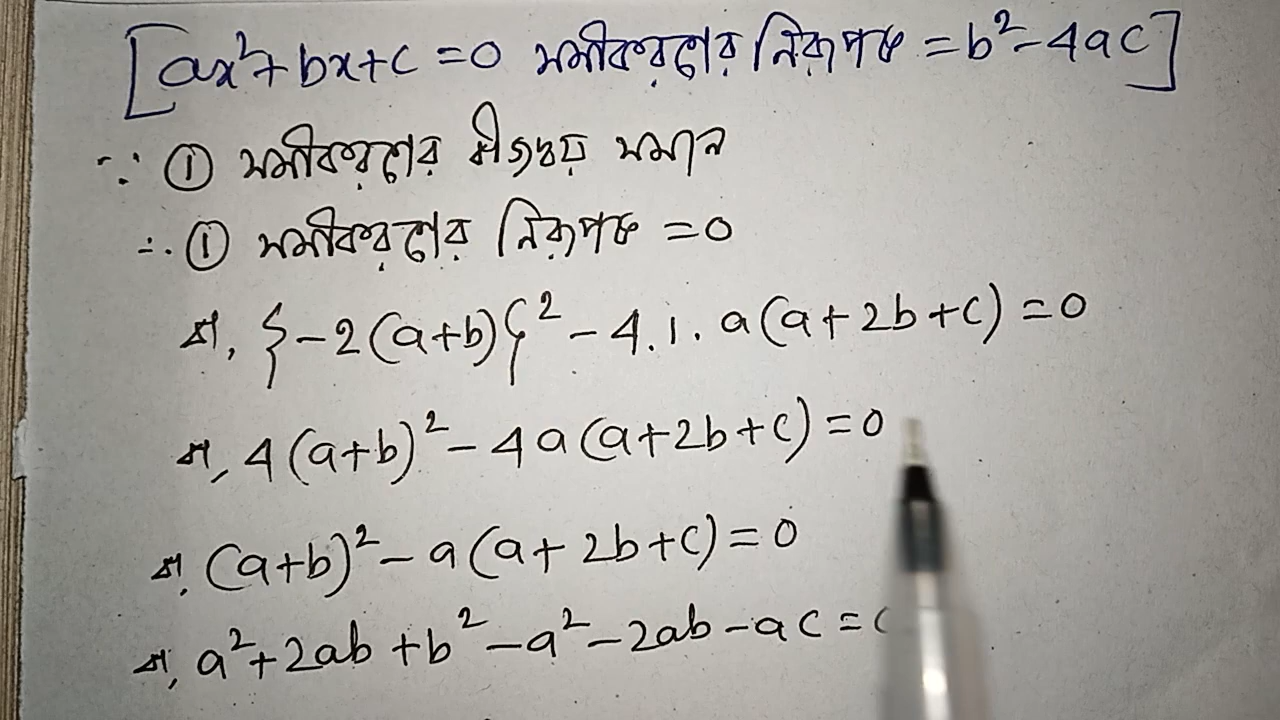 [ax²+bx+c=0 সমীকরণের নিরূপক =b²-4ac]
∵ ① সমীকরণের বীজদ্বয় সমান
∴ ① সমীকরণের নিরূপক =0
বা, {-2(a+b)}² - 4.1. a(a+2b+c)=0
বা, 4(a+b)² - 4a(a+2b+c)=0
বা, (a+b)² - a(a+2b+c)=0
বা, a²+2ab+b²-a²-2ab-ac=